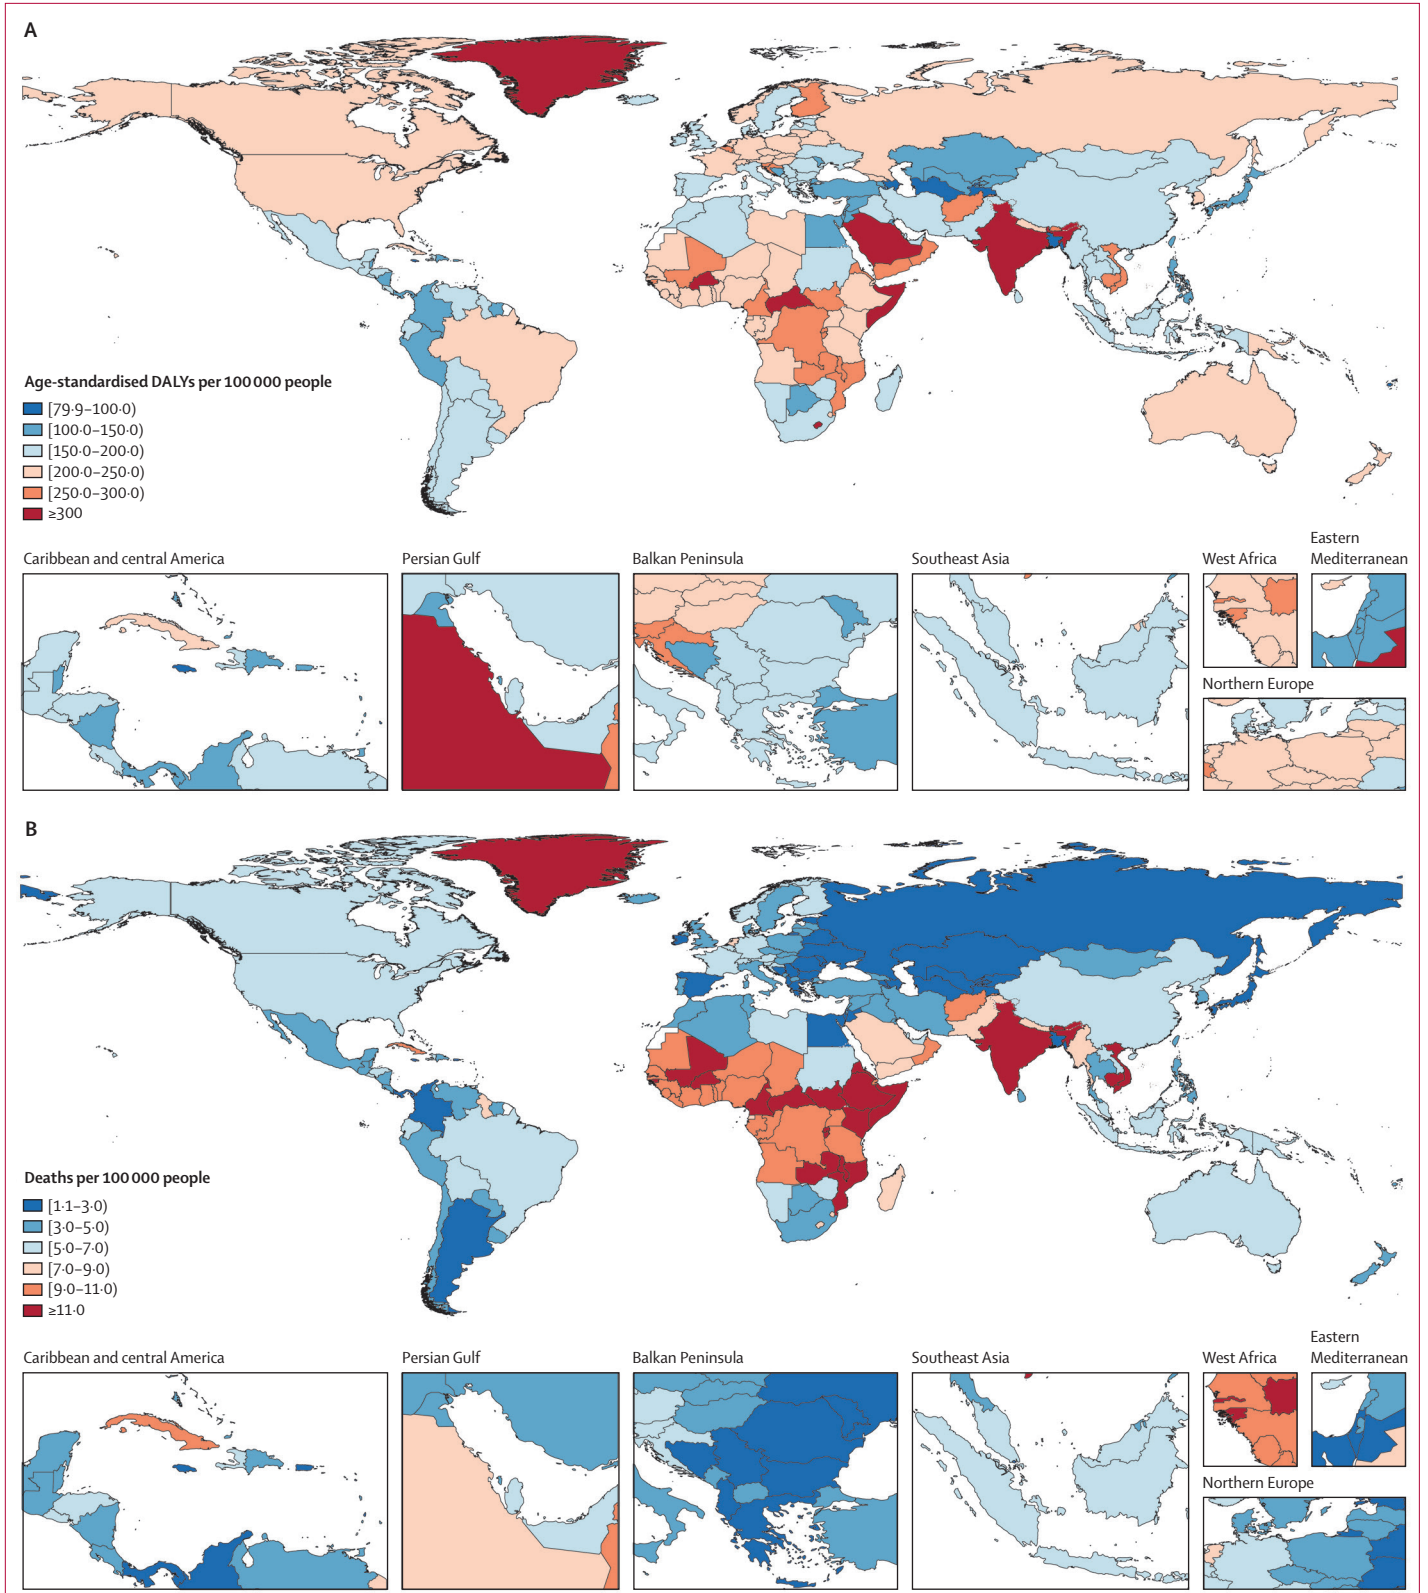 A
Age-standardised DALYs per 100 000 people
[79·9–100·0)
[100·0–150·0)
[150·0–200·0)
[200·0–250·0)
[250·0–300·0)
≥300
Caribbean and central America
Persian Gulf
Balkan Peninsula
Southeast Asia
West Africa
Eastern
Mediterranean
Northern Europe
B
Deaths per 100 000 people
[1·1–3·0)
[3·0–5·0)
[5·0–7·0)
[7·0–9·0)
[9·0–11·0)
≥11·0
Caribbean and central America
Persian Gulf
Balkan Peninsula
Southeast Asia
West Africa
Eastern
Mediterranean
Northern Europe